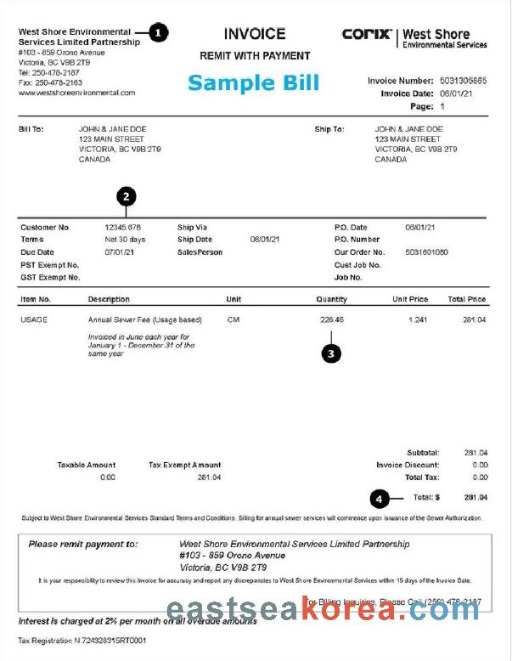 West Shore Environmental
Services Limited Partnership
#103 - 859 Orono Avenue
Victoria, BC V9B 2T9
Tel: 250-478-2187
Fax: 250-478-2163
www.westshoreenvironmental.com
1
INVOICE
REMIT WITH PAYMENT
Sample Bill
corix West Shore
Environmental Services
Invoice Number: 5031305865
Invoice Date: 06/01/21
Page: 1
Bill To: JOHN & JANE DOE
123 MAIN STREET
VICTORIA, BC V9B 2T9
CANADA
Ship To: JOHN & JANE DOE
123 MAIN STREET
VICTORIA, BC V9B 2T9
CANADA
2
Customer No. 12345 678 Ship Via P.O. Date 06/01/21
Terms Net 30 days Ship Date 06/01/21 P.O. Number
Due Date 07/01/21 SalesPerson Our Order No. 5031601080
PST Exempt No. Cust Job No.
GST Exempt No. Job No.
Item No. Description Unit Quantity Unit Price Total Price
USAGE Annual Sewer Fee (Usage based) CM 226.46 1.241 281.04
Invoiced in June each year for
January 1 - December 31 of the
same year
3
Subtotal: 281.04
Taxable Amount Tax Exempt Amount Invoice Discount: 0.00
0.00 281.04 Total Tax: 0.00
4 Total: $ 281.04
Subject to West Shore Environmental Services Standard Terms and Conditions. Billing for annual sewer services will commence upon issuance of the Sewer Authorization.
Please remit payment to: West Shore Environmental Services Limited Partnership
#103 - 859 Orono Avenue
Victoria, BC V9B 2T9
It is your responsibility to review this invoice for accuracy and report any discrepancies to West Shore Environmental Services within 15 days of the Invoice Date.
For Billing Inquiries, Please Call (250) 478-2187
eastseakorea.com
Interest is charged at 2% per month on all overdue amounts
Tax Registration N 724328315RT0001